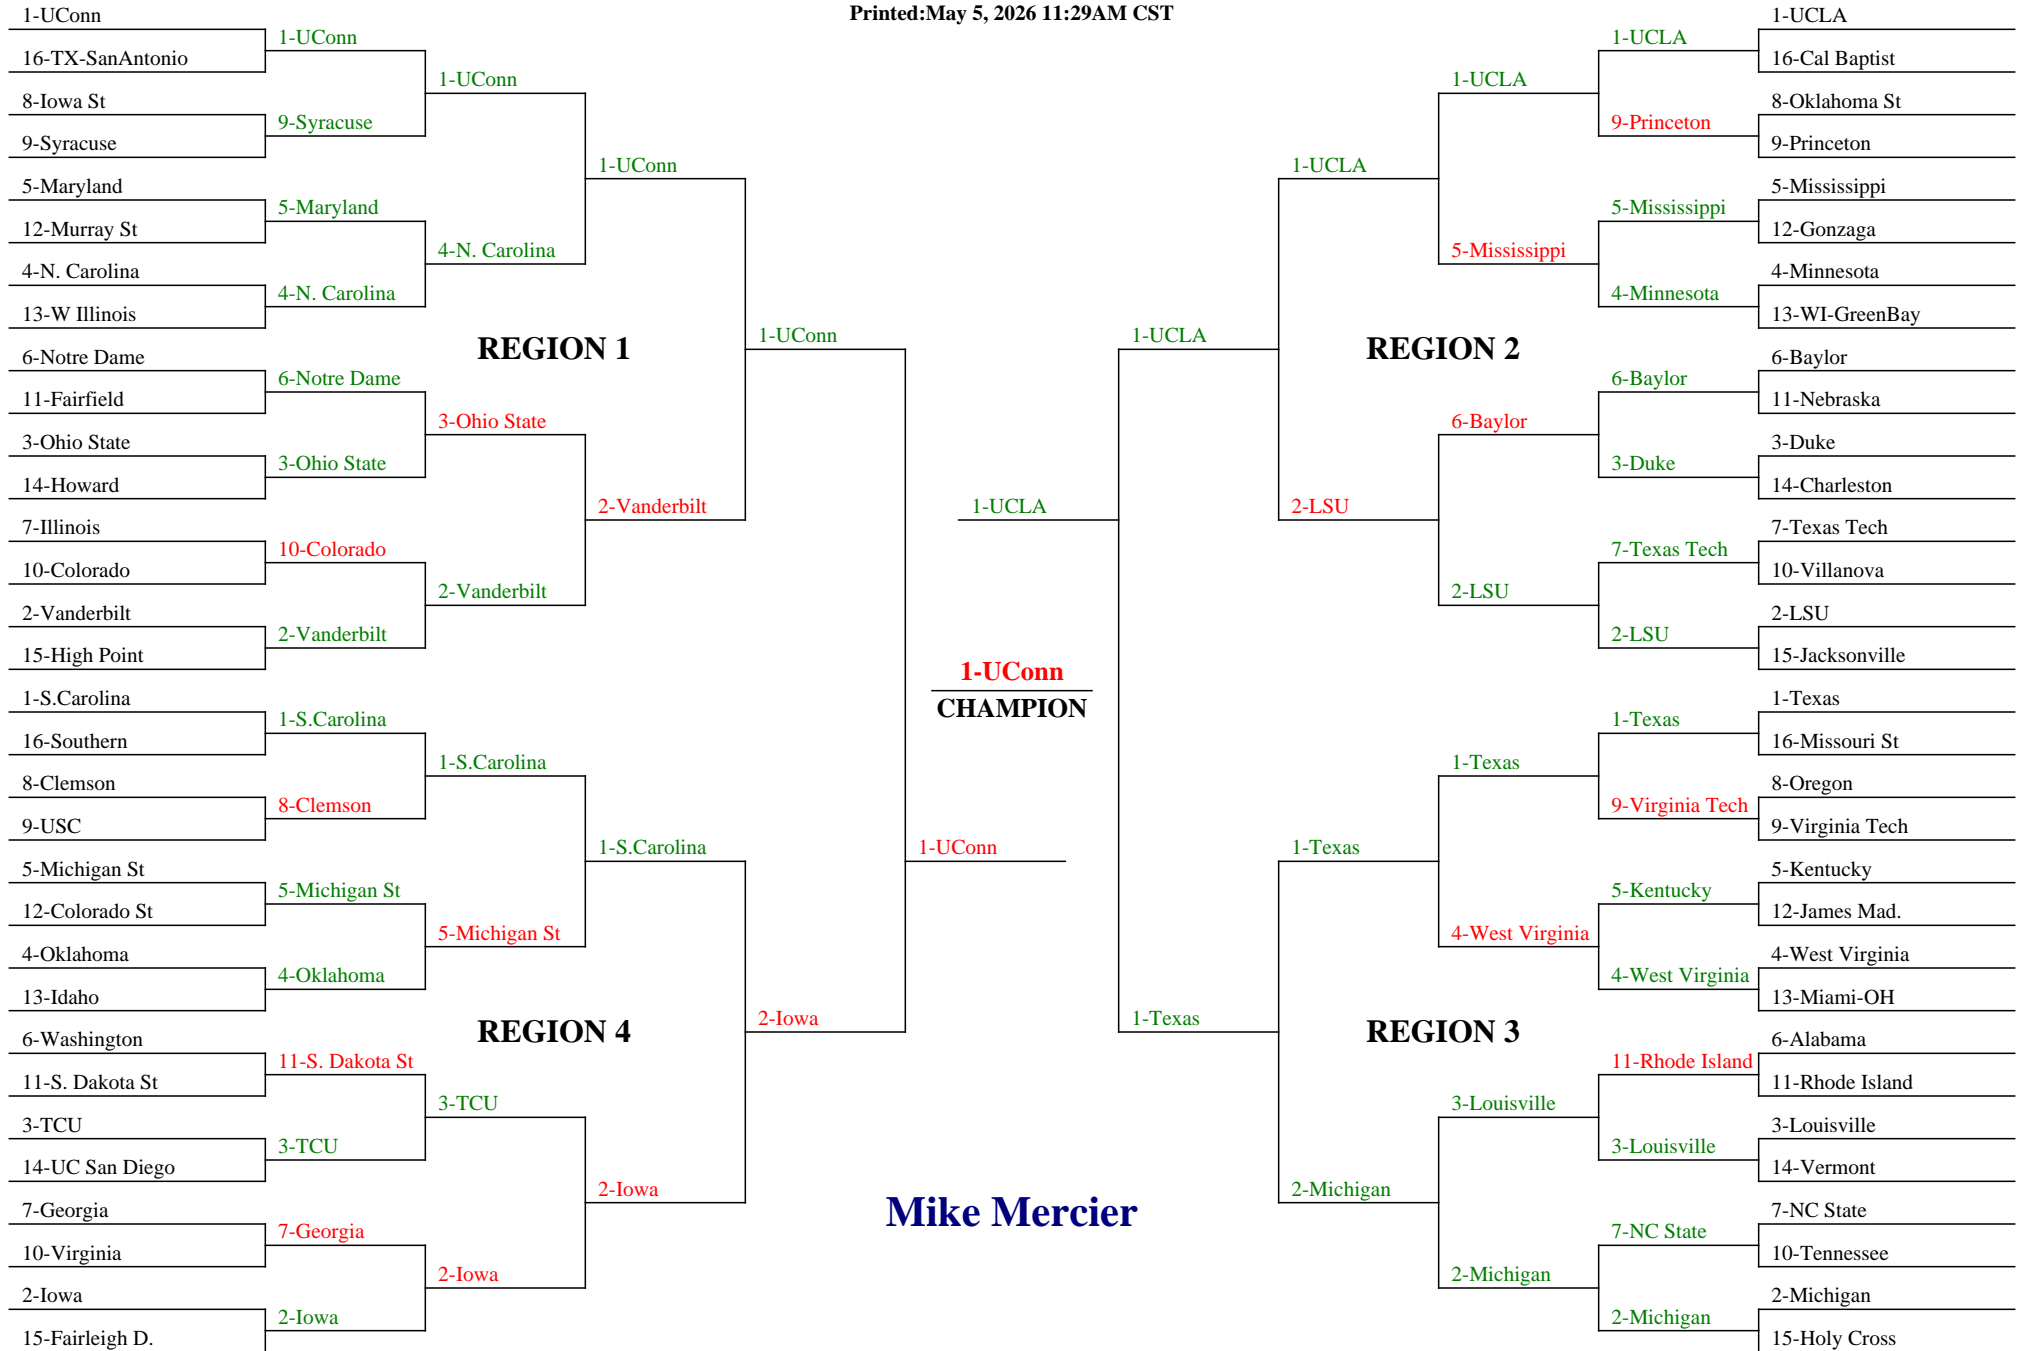 Printed:May 5, 2026 11:29AM CST
1-UConn
16-TX-SanAntonio
8-Iowa St
9-Syracuse
5-Maryland
12-Murray St
4-N. Carolina
13-W Illinois
6-Notre Dame
11-Fairfield
3-Ohio State
14-Howard
7-Illinois
10-Colorado
2-Vanderbilt
15-High Point
1-S.Carolina
16-Southern
8-Clemson
9-USC
5-Michigan St
12-Colorado St
4-Oklahoma
13-Idaho
6-Washington
11-S. Dakota St
3-TCU
14-UC San Diego
7-Georgia
10-Virginia
2-Iowa
15-Fairleigh D.
1-UConn
9-Syracuse
5-Maryland
4-N. Carolina
6-Notre Dame
3-Ohio State
10-Colorado
2-Vanderbilt
1-S.Carolina
8-Clemson
5-Michigan St
4-Oklahoma
11-S. Dakota St
3-TCU
7-Georgia
2-Iowa
1-UConn
4-N. Carolina
3-Ohio State
2-Vanderbilt
1-S.Carolina
5-Michigan St
3-TCU
2-Iowa
REGION 1
REGION 4
1-UConn
2-Vanderbilt
1-S.Carolina
2-Iowa
1-UConn
2-Iowa
1-UConn
1-UCLA
1-UConn
CHAMPION
Mike Mercier
1-UCLA
1-Texas
1-UCLA
2-LSU
1-Texas
2-Michigan
REGION 2
REGION 3
1-UCLA
5-Mississippi
6-Baylor
2-LSU
1-Texas
4-West Virginia
3-Louisville
2-Michigan
1-UCLA
9-Princeton
5-Mississippi
4-Minnesota
6-Baylor
3-Duke
7-Texas Tech
2-LSU
1-Texas
9-Virginia Tech
5-Kentucky
4-West Virginia
11-Rhode Island
3-Louisville
7-NC State
2-Michigan
1-UCLA
16-Cal Baptist
8-Oklahoma St
9-Princeton
5-Mississippi
12-Gonzaga
4-Minnesota
13-WI-GreenBay
6-Baylor
11-Nebraska
3-Duke
14-Charleston
7-Texas Tech
10-Villanova
2-LSU
15-Jacksonville
1-Texas
16-Missouri St
8-Oregon
9-Virginia Tech
5-Kentucky
12-James Mad.
4-West Virginia
13-Miami-OH
6-Alabama
11-Rhode Island
3-Louisville
14-Vermont
7-NC State
10-Tennessee
2-Michigan
15-Holy Cross